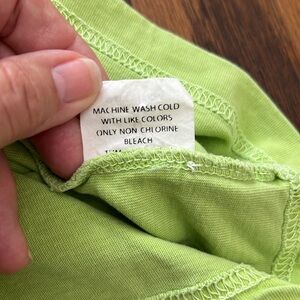 MACHINE WASH COLD
WITH LIKE COLORS
ONLY NON CHLORINE
BLEACH